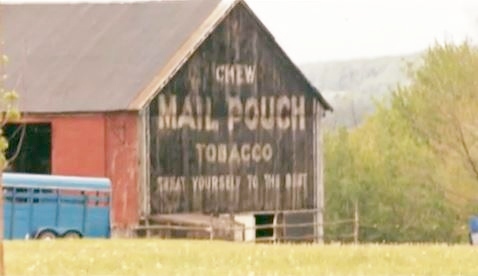 CHEW
MAIL POUCH
TOBACCO
TREAT YOURSELF TO THE BEST